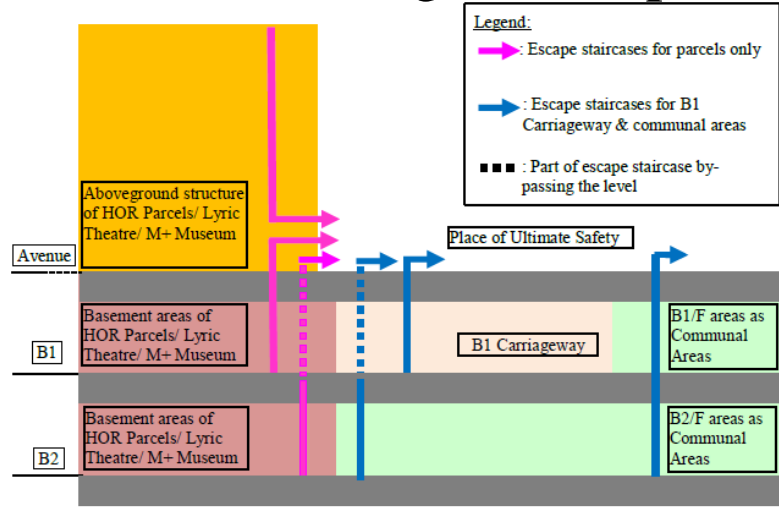 Legend:
: Escape staircases for parcels only
: Escape staircases for B1
Carriageway & communal areas
: Part of escape staircase by-
passing the level
Aboveground structure
of HOR Parcels/ Lyric
Theatre/ M+ Museum
Place of Ultimate Safety
Avenue
Basement areas of
HOR Parcels/ Lyric
Theatre/ M+ Museum
B1/F areas as
Communal
Areas
B1 Carriageway
B1
Basement areas of
HOR Parcels/ Lyric
Theatre/ M+ Museum
B2/F areas as
Communal
Areas
B2